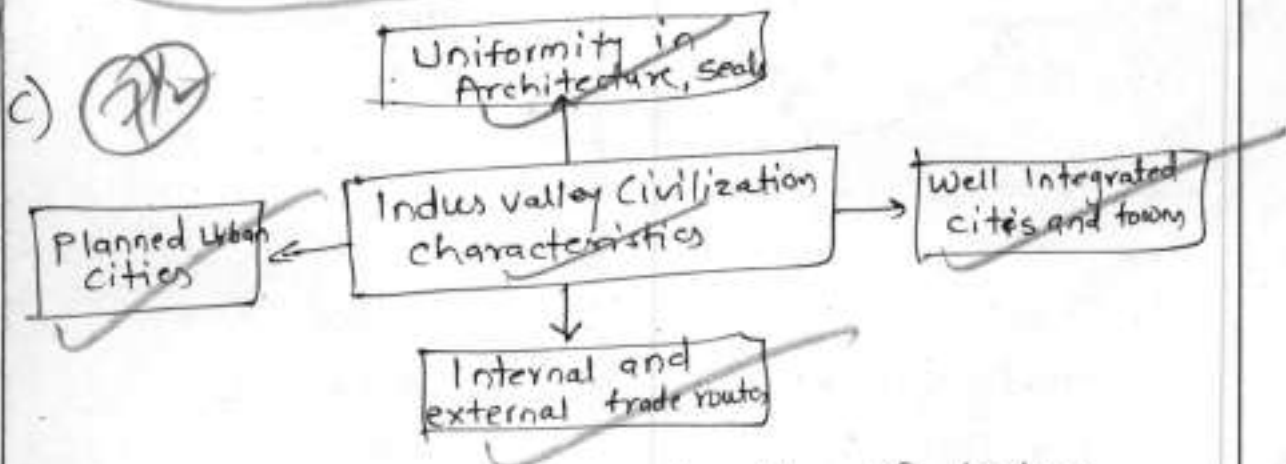 c)
Uniformity in
Architecture, seals
Indus valley Civilization
characteristics
Planned Urban
cities
Well Integrated
cites and towns
Internal and
external trade routes